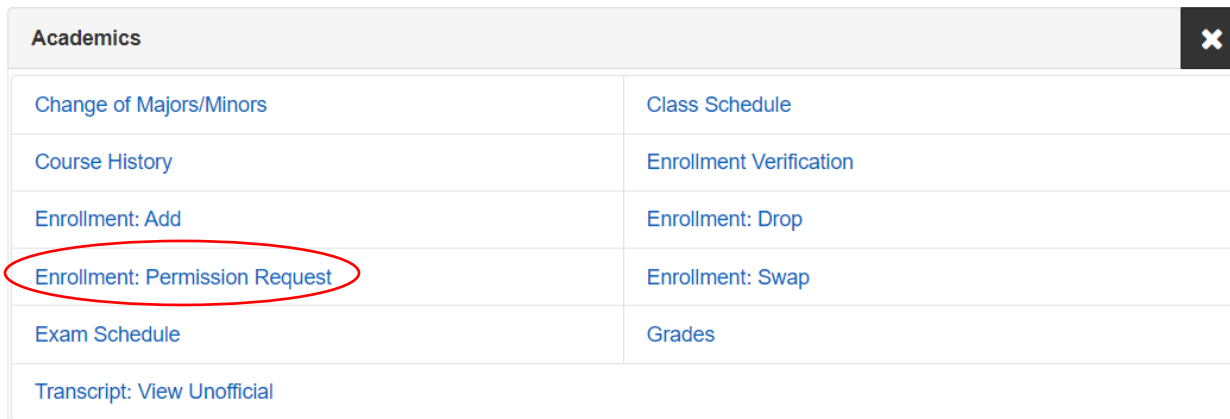 Academics
Change of Majors/Minors
Class Schedule
Course History
Enrollment Verification
Enrollment: Add
Enrollment: Drop
Enrollment: Permission Request
Enrollment: Swap
Exam Schedule
Grades
Transcript: View Unofficial